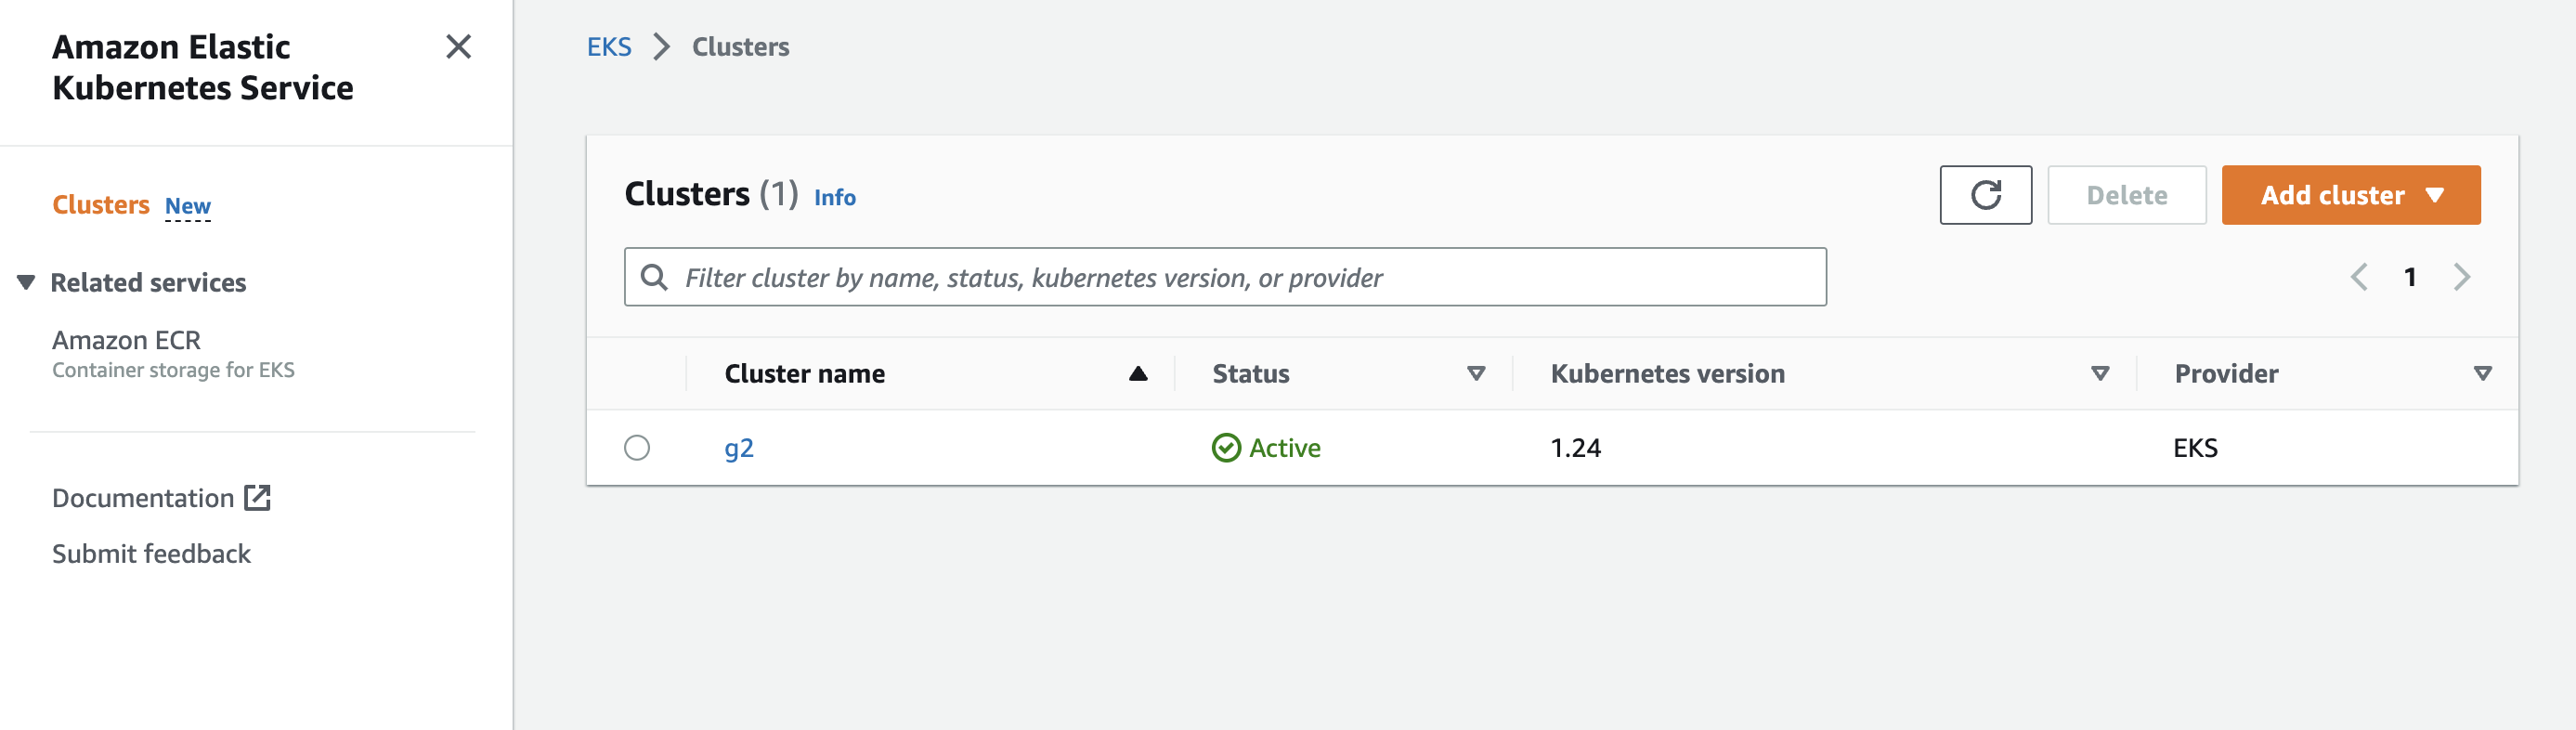 Amazon Elastic
Kubernetes Service
Clusters New
Related services
Amazon ECR
Container storage for EKS
Documentation
Submit feedback
EKS Clusters
Clusters (1) Info
Delete
Add cluster
Filter cluster by name, status, kubernetes version, or provider
1
Cluster name Status Kubernetes version Provider
g2 Active 1.24 EKS